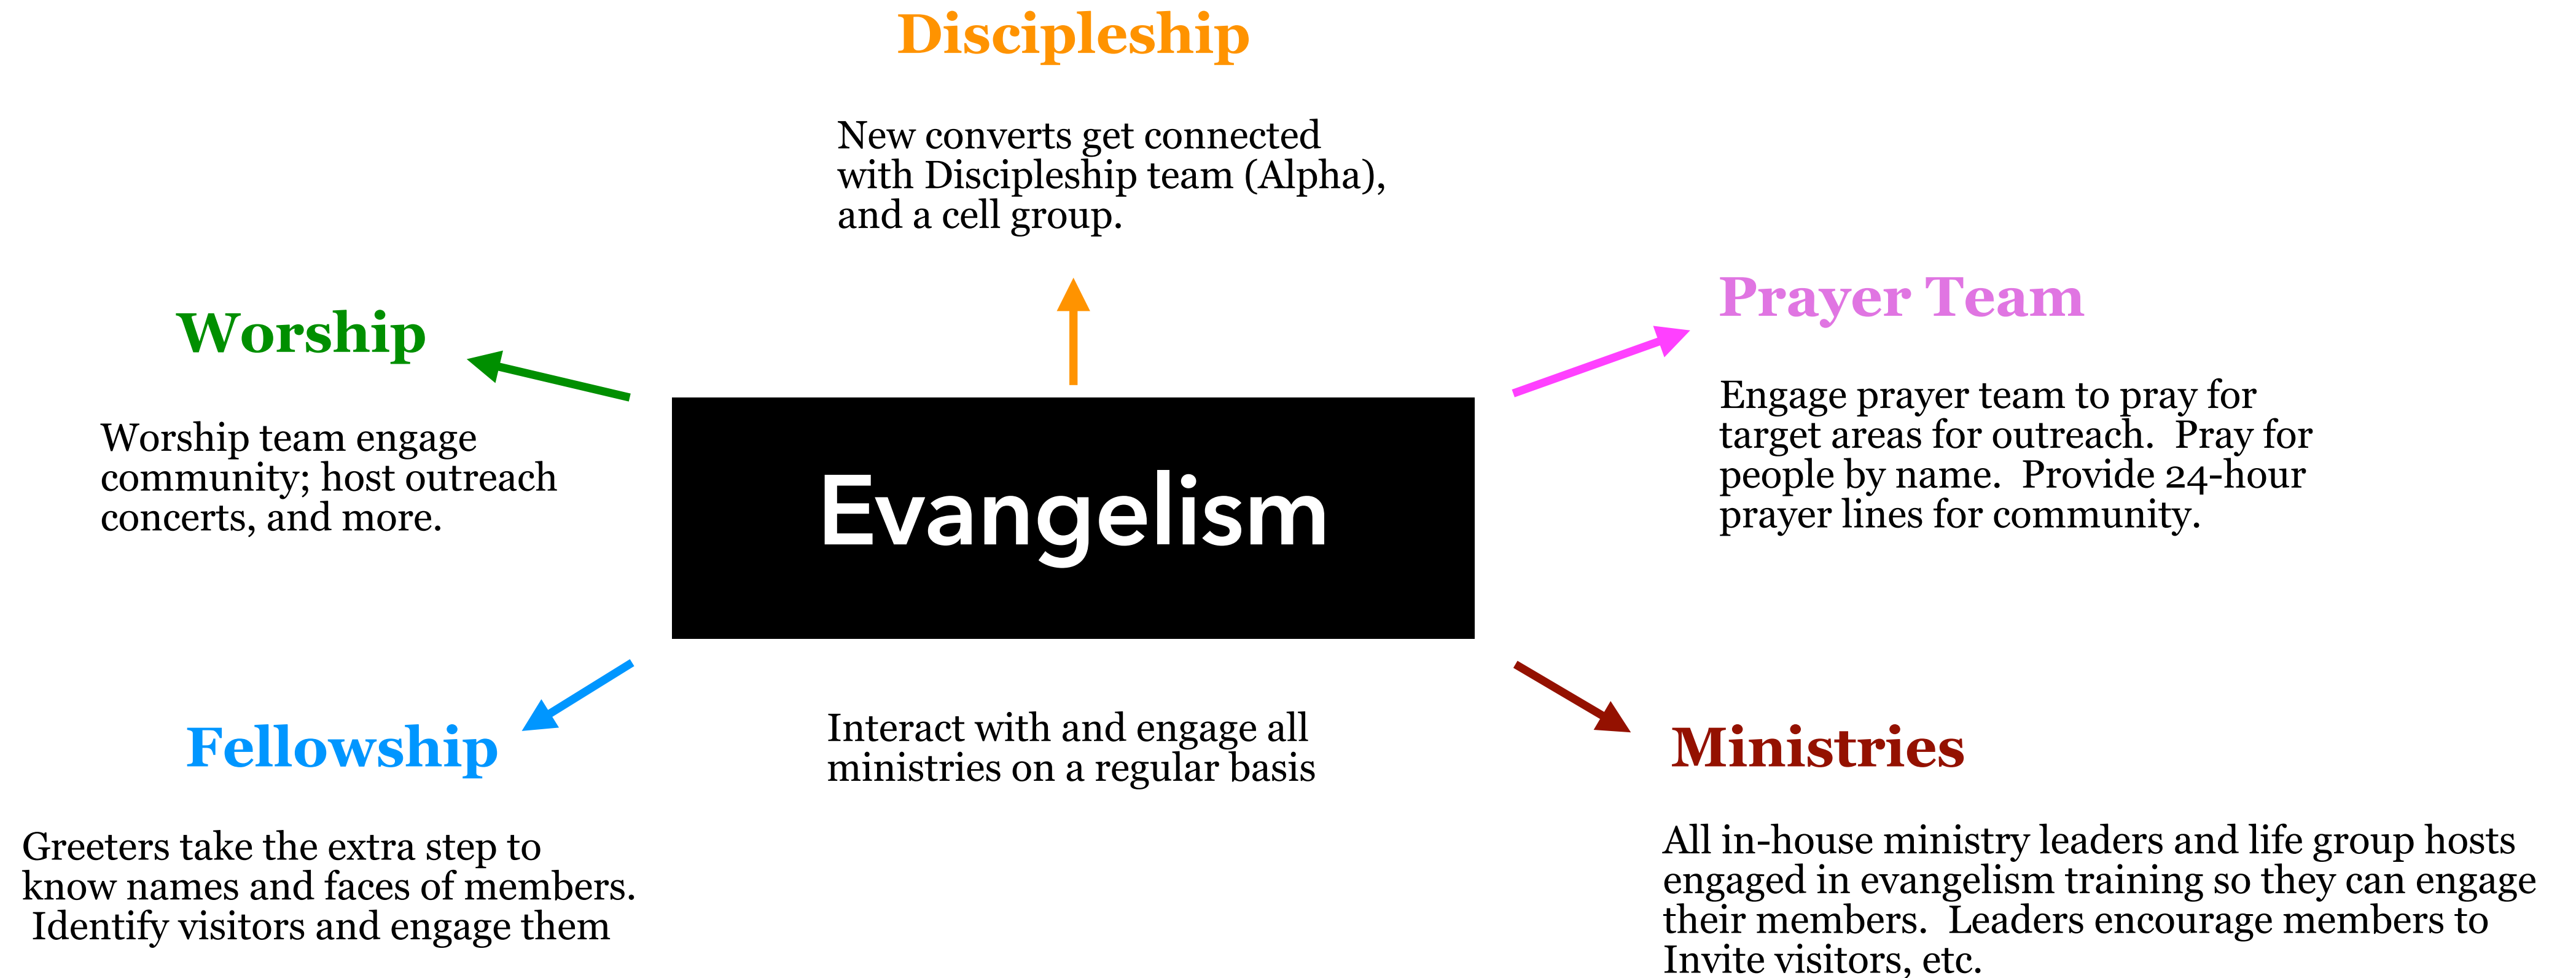 Discipleship
New converts get connected
with Discipleship team (Alpha),
and a cell group.
Worship
Worship team engage
community; host outreach
concerts, and more.
Prayer Team
Engage prayer team to pray for
target areas for outreach.  Pray for
people by name.  Provide 24-hour
prayer lines for community.
Evangelism
Interact with and engage all
ministries on a regular basis
Fellowship
Greeters take the extra step to
know names and faces of members.
Identify visitors and engage them
Ministries
All in-house ministry leaders and life group hosts
engaged in evangelism training so they can engage
their members.  Leaders encourage members to
Invite visitors, etc.